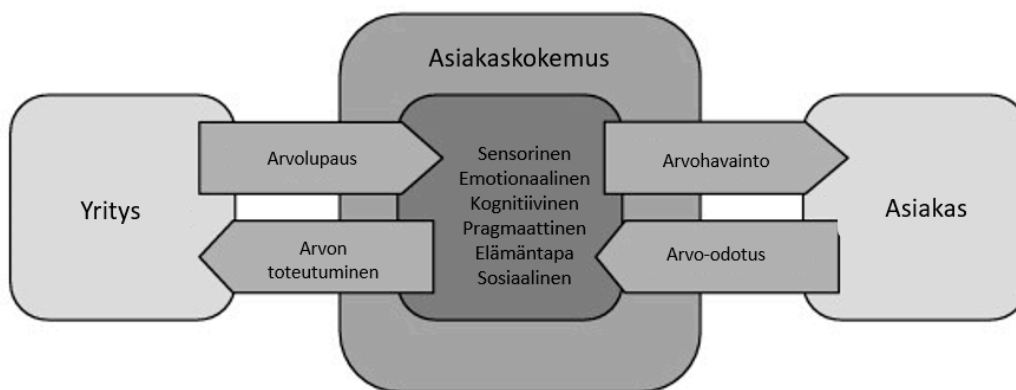 Asiakaskokemus
Yritys
Arvolupaus
Arvon
toteutuminen
Sensorinen
Emotionaalinen
Kognitiivinen
Pragmaattinen
Elämäntapa
Sosiaalinen
Arvohavainto
Arvo-odotus
Asiakas